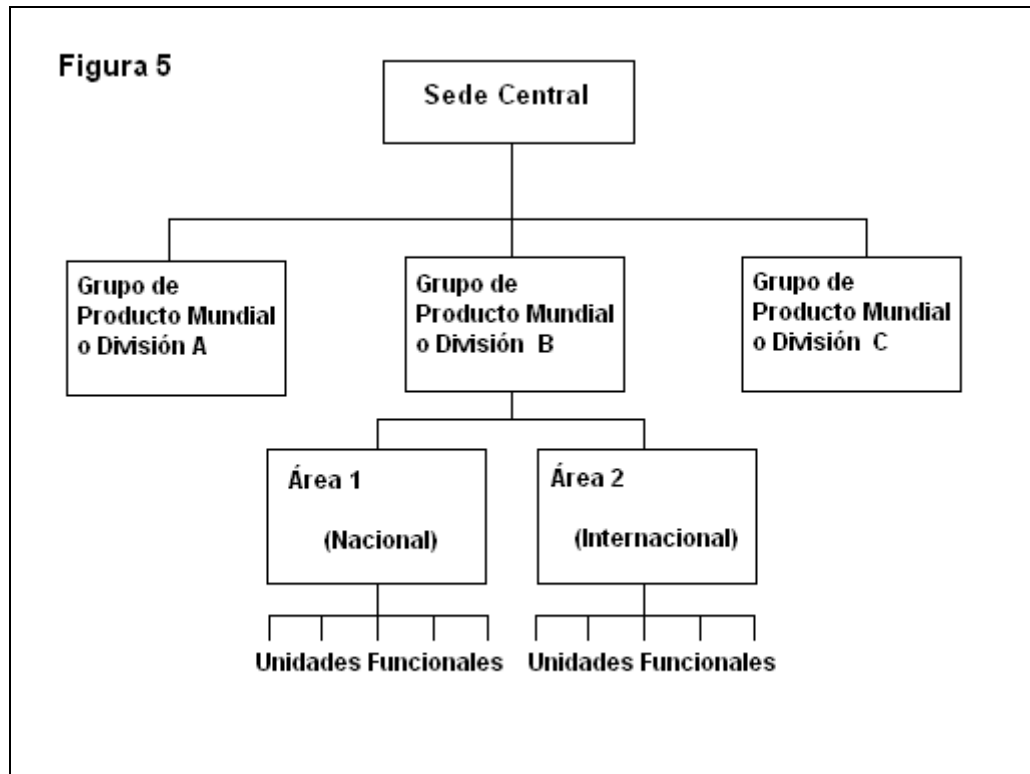 Figura 5
Sede Central
Grupo de
Producto Mundial
o División A
Grupo de
Producto Mundial
o División B
Grupo de
Producto Mundial
o División C
Área 1
(Nacional)
Área 2
(Internacional)
Unidades Funcionales
Unidades Funcionales